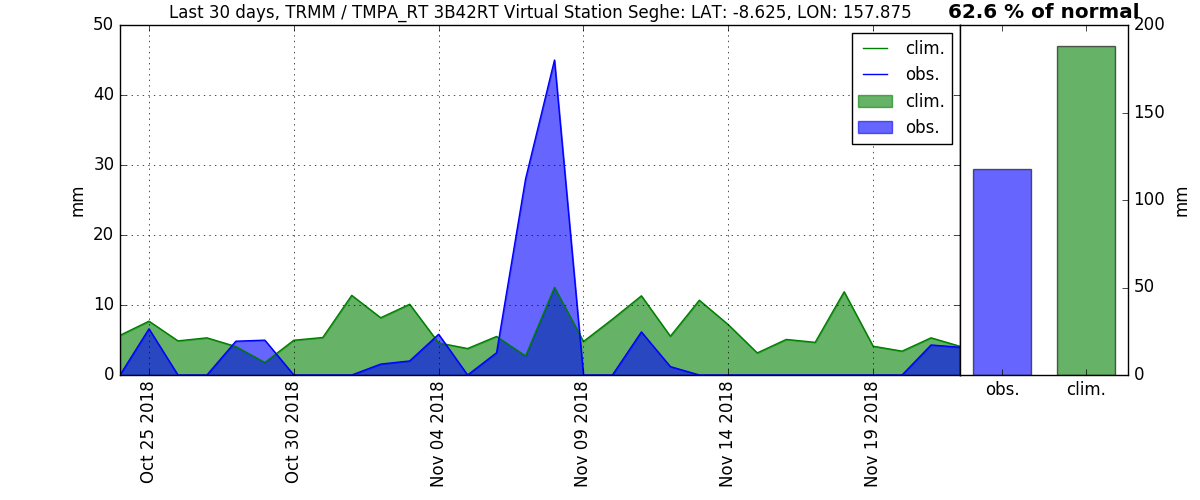 Last 30 days, TRMM / TMPA_RT 3B42RT Virtual Station Seghe: LAT: -8.625, LON: 157.875
62.6 % of normal
50
40
30
20
10
0
mm
clim.
obs.
clim.
obs.
200
150
100
50
0
mm
Oct 25 2018
Oct 30 2018
Nov 04 2018
Nov 09 2018
Nov 14 2018
Nov 19 2018
obs.
clim.